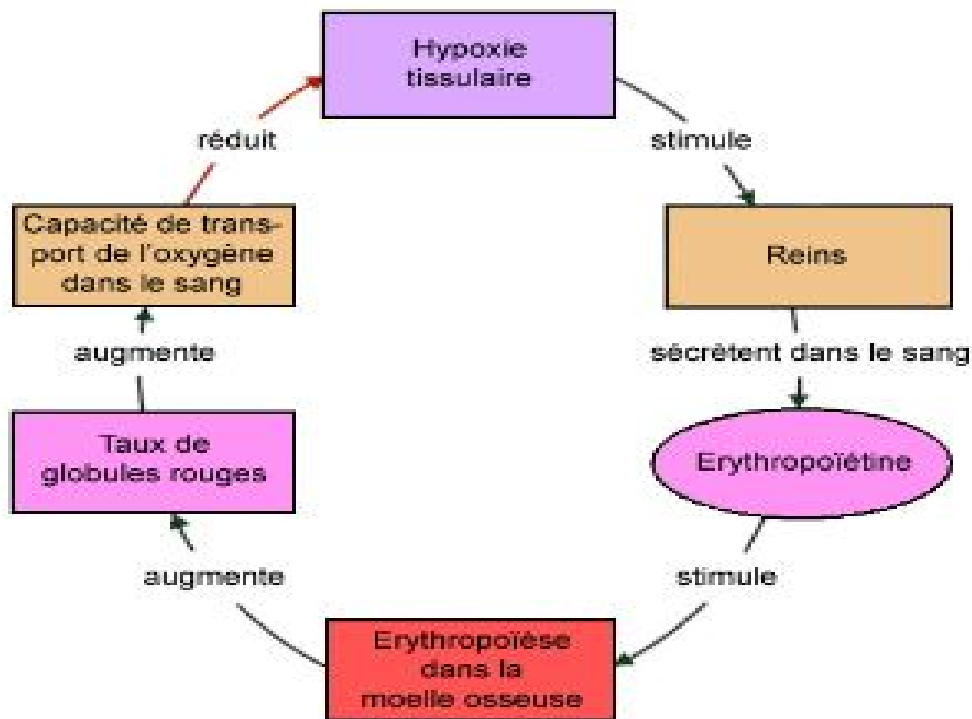 Hypoxie
tissulaire
réduit
stimule
Capacité de trans-
port de l'oxygène
dans le sang
Reins
augmente
sécrètent dans le sang
Taux de
globules rouges
Erythropoïétine
augmente
stimule
Erythropoïèse
dans la
moelle osseuse